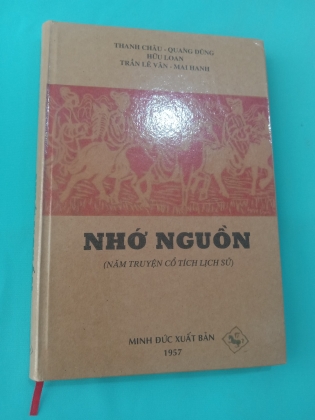 THANH CHÂU - QUANG DŨNG
HỮU LOAN
TRẦN LÊ VĂN - MAI HANH
NHỚ NGUỒN
(NĂM TRUYỆN CỔ TÍCH LỊCH SỬ)
MINH ĐỨC XUẤT BẢN
1957